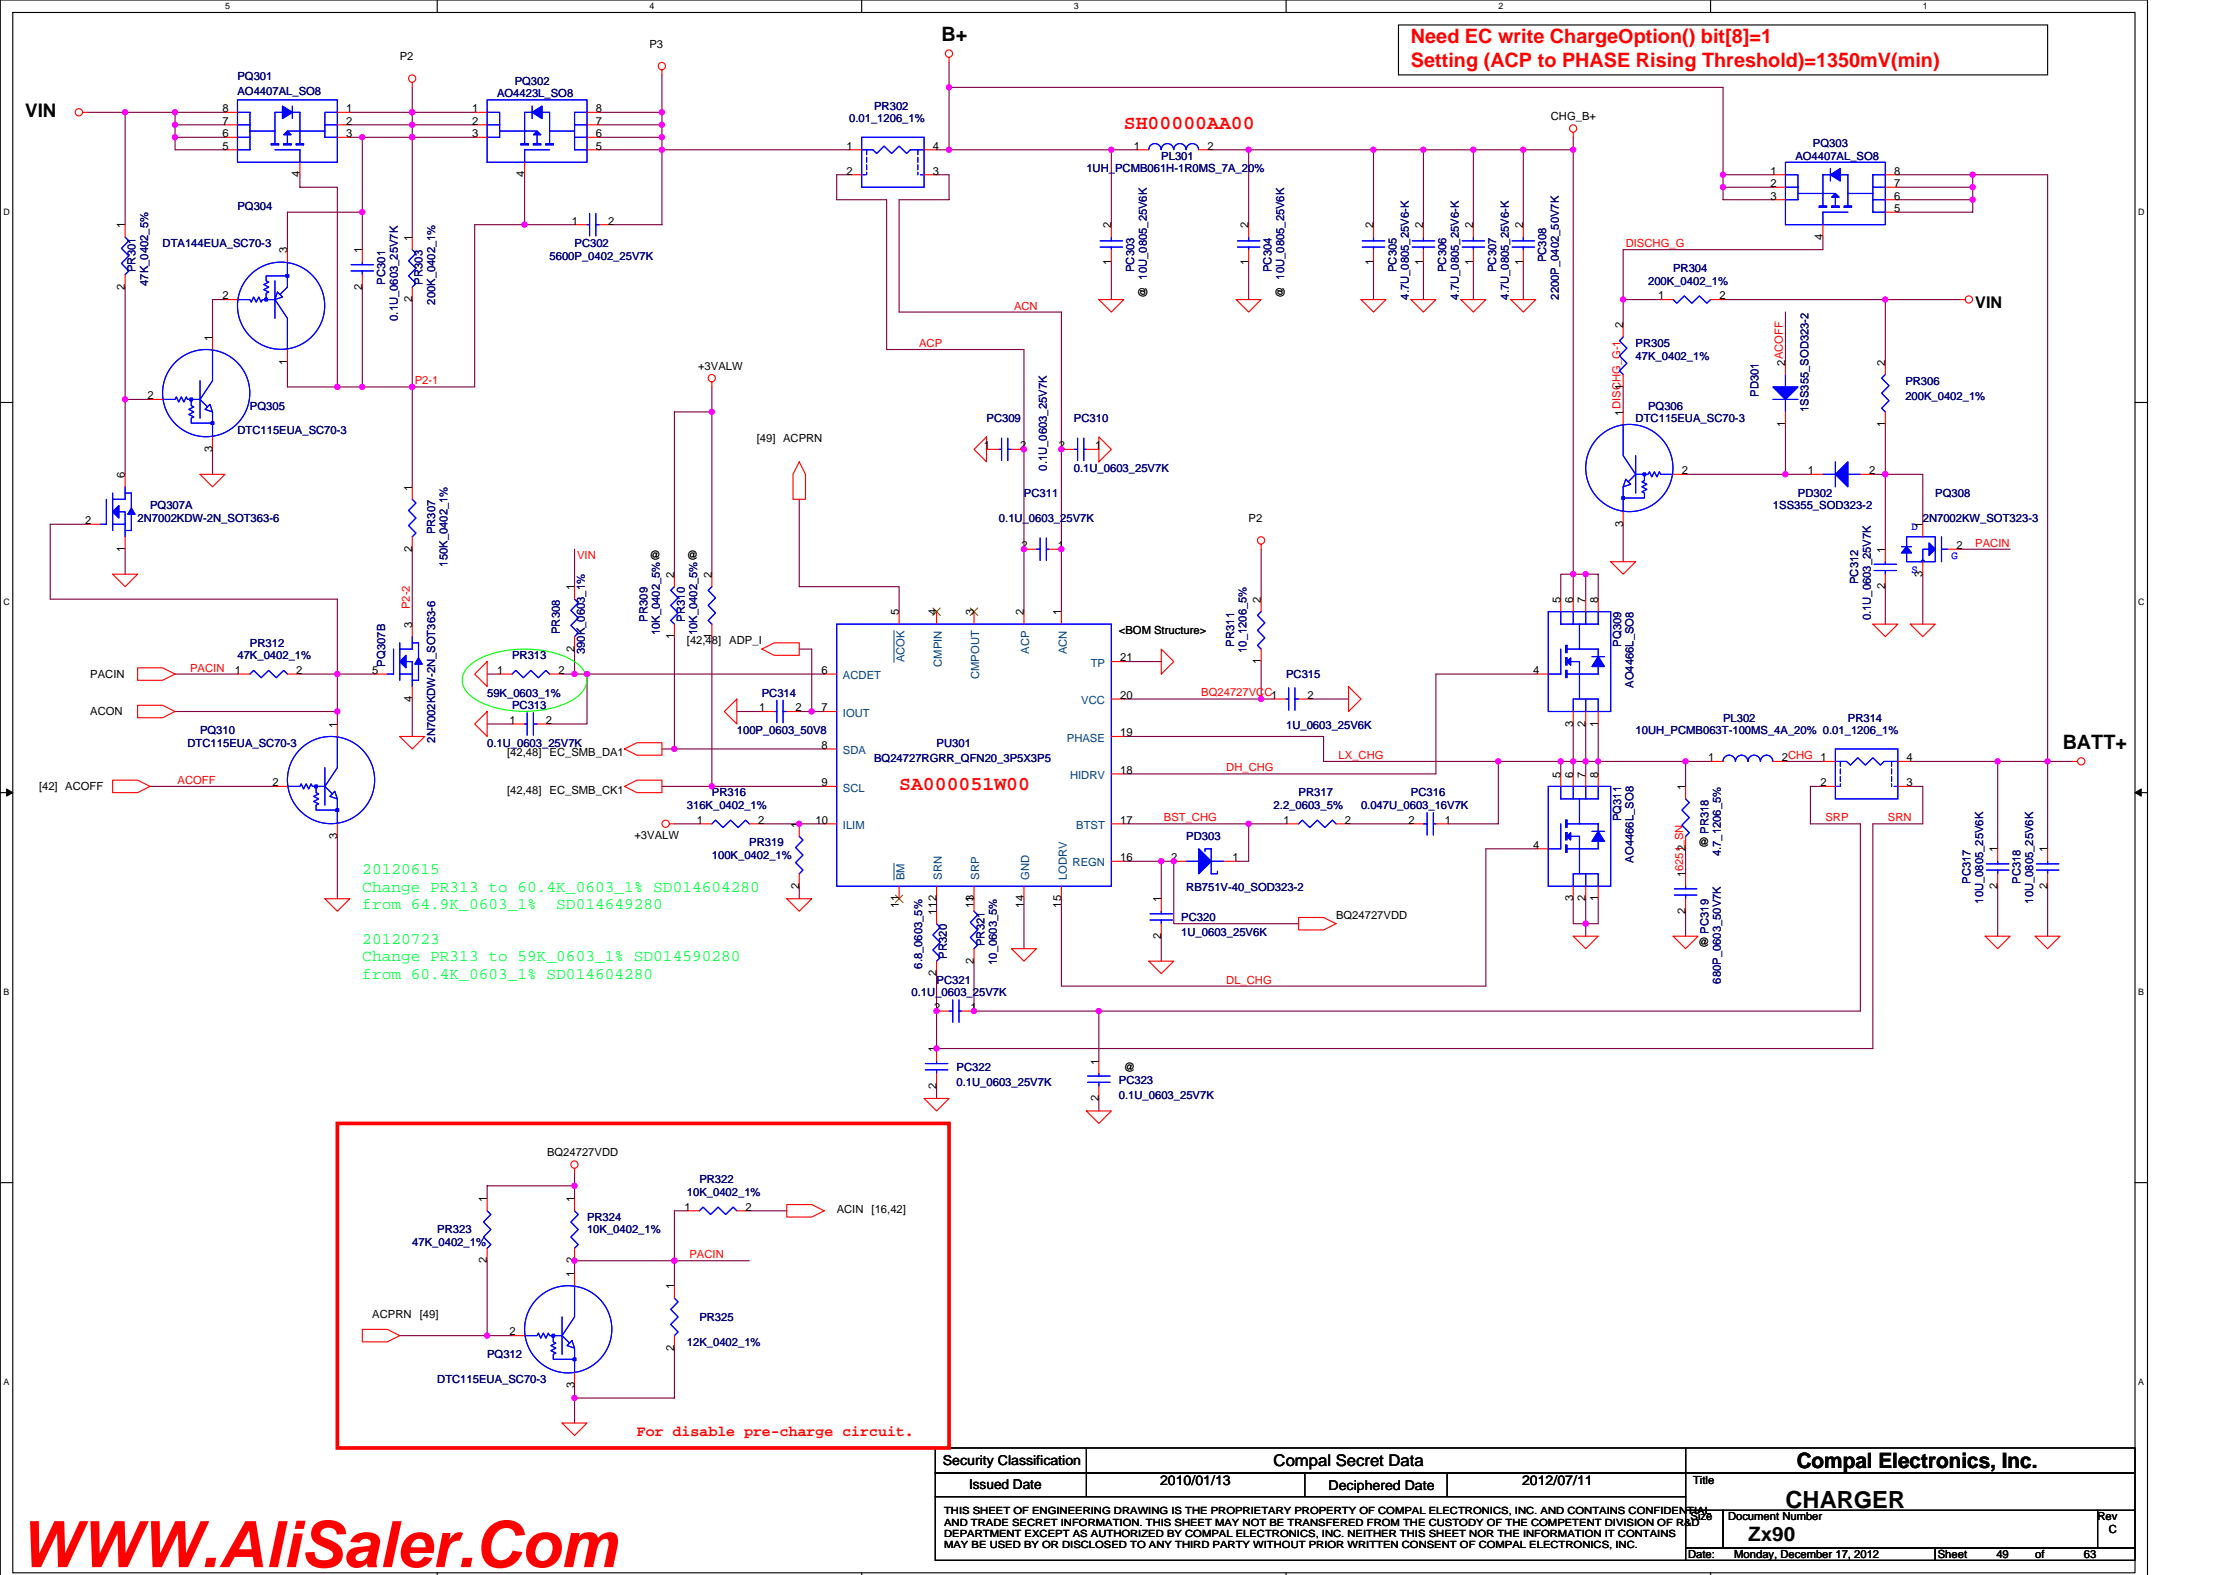 5 4 3 2 1
Need EC write ChargeOption() bit[8]=1
Setting (ACP to PHASE Rising Threshold)=1350mV(min)
B+
P2
P3
VIN
PQ301
AO4407AL_SO8
PQ302
AO4423L_SO8
PR302
0.01_1206_1%
SH00000AA00
PL301
1UH_PCMB061H-1R0MS_7A_20%
CHG_B+
PQ303
AO4407AL_SO8
PR301
47K_0402_5%
PQ304
DTA144EUA_SC70-3
PC301
0.1U_0603_25V7K
PR303
200K_0402_1%
PC302
5600P_0402_25V7K
PC303
@ 10U_0805_25V6K
PC304
@ 10U_0805_25V6K
PC305
4.7U_0805_25V6-K
PC306
4.7U_0805_25V6-K
PC307
4.7U_0805_25V6-K
PC308
2200P_0402_50V7K
DISCHG_G
PR304
200K_0402_1%
VIN
ACN
ACP
PR305
47K_0402_1%
DISCHG_G-1
PD301
ACOFF
1SS355_SOD323-2
PR306
200K_0402_1%
PQ305
DTC115EUA_SC70-3
P2-1
+3VALW
[49] ACPRN
PC309
0.1U_0603_25V7K
PC310
0.1U_0603_25V7K
PC311
0.1U_0603_25V7K
PQ306
DTC115EUA_SC70-3
PD302
1SS355_SOD323-2
PQ308
2N7002KW_SOT323-3
D
G
S
PACIN
PC312
0.1U_0603_25V7K
PQ307A
2N7002KDW-2N_SOT363-6
PR307
150K_0402_1%
P2-2
VIN
PR308
390K_0603_1%
PR309
10K_0402_5% @
PR310
10K_0402_5% @
P2
PR311
10_1206_5%
PR312
47K_0402_1%
PACIN
PACIN
PQ307B
2N7002KDW-2N_SOT363-6
PR313
59K_0603_1%
PC313
0.1U_0603_25V7K
[42,48] ADP_I
PC314
100P_0603_50V8
[42,48] EC_SMB_DA1
[42,48] EC_SMB_CK1
ACON
PQ310
DTC115EUA_SC70-3
[42] ACOFF
ACOFF
PR316
316K_0402_1%
+3VALW
PR319
100K_0402_1%
ACOK
CMPIN
CMPOUT
ACP
ACN
ACDET
IOUT
SDA
SCL
ILIM
PU301
BQ24727RGRR_QFN20_3P5X3P5
SA000051W00
<BOM Structure>
TP
VCC
PHASE
HIDRV
BTST
REGN
BM
SRN
SRP
GND
LODRV
BQ24727VCC
PC315
1U_0603_25V6K
LX_CHG
DH_CHG
BST_CHG
PR317
2.2_0603_5%
PC316
0.047U_0603_16V7K
PD303
RB751V-40_SOD323-2
PC320
1U_0603_25V6K
BQ24727VDD
PQ309
AO4466L_SO8
PQ311
AO4466L_SO8
PL302
10UH_PCMB063T-100MS_4A_20%
CHG
PR314
0.01_1206_1%
BATT+
SRP
SRN
@ PR318
4.7_1206_5%
6251_SN
@ PC319
680P_0603_50V7K
PC317
10U_0805_25V6K
PC318
10U_0805_25V6K
20120615
Change PR313 to 60.4K_0603_1% SD014604280
from 64.9K_0603_1%  SD014649280
20120723
Change PR313 to 59K_0603_1% SD014590280
from 60.4K_0603_1% SD014604280
PR320
6.8_0603_5%
PR321
10_0603_5%
PC321
0.1U_0603_25V7K
DL_CHG
PC322
0.1U_0603_25V7K
@
PC323
0.1U_0603_25V7K
BQ24727VDD
PR322
10K_0402_1%
ACIN [16,42]
PR323
47K_0402_1%
PR324
10K_0402_1%
PACIN
ACPRN [49]
PQ312
DTC115EUA_SC70-3
PR325
12K_0402_1%
For disable pre-charge circuit.
Security Classification
Compal Secret Data
Issued Date
2010/01/13
Deciphered Date
2012/07/11
THIS SHEET OF ENGINEERING DRAWING IS THE PROPRIETARY PROPERTY OF COMPAL ELECTRONICS, INC. AND CONTAINS CONFIDENTIAL
AND TRADE SECRET INFORMATION. THIS SHEET MAY NOT BE TRANSFERED FROM THE CUSTODY OF THE COMPETENT DIVISION OF R&D
DEPARTMENT EXCEPT AS AUTHORIZED BY COMPAL ELECTRONICS, INC. NEITHER THIS SHEET NOR THE INFORMATION IT CONTAINS
MAY BE USED BY OR DISCLOSED TO ANY THIRD PARTY WITHOUT PRIOR WRITTEN CONSENT OF COMPAL ELECTRONICS, INC.
Compal Electronics, Inc.
Title
CHARGER
Size
Document Number
Zx90
Rev
C
Date: Monday, December 17, 2012
Sheet 49 of 63
WWW.AliSaler.Com